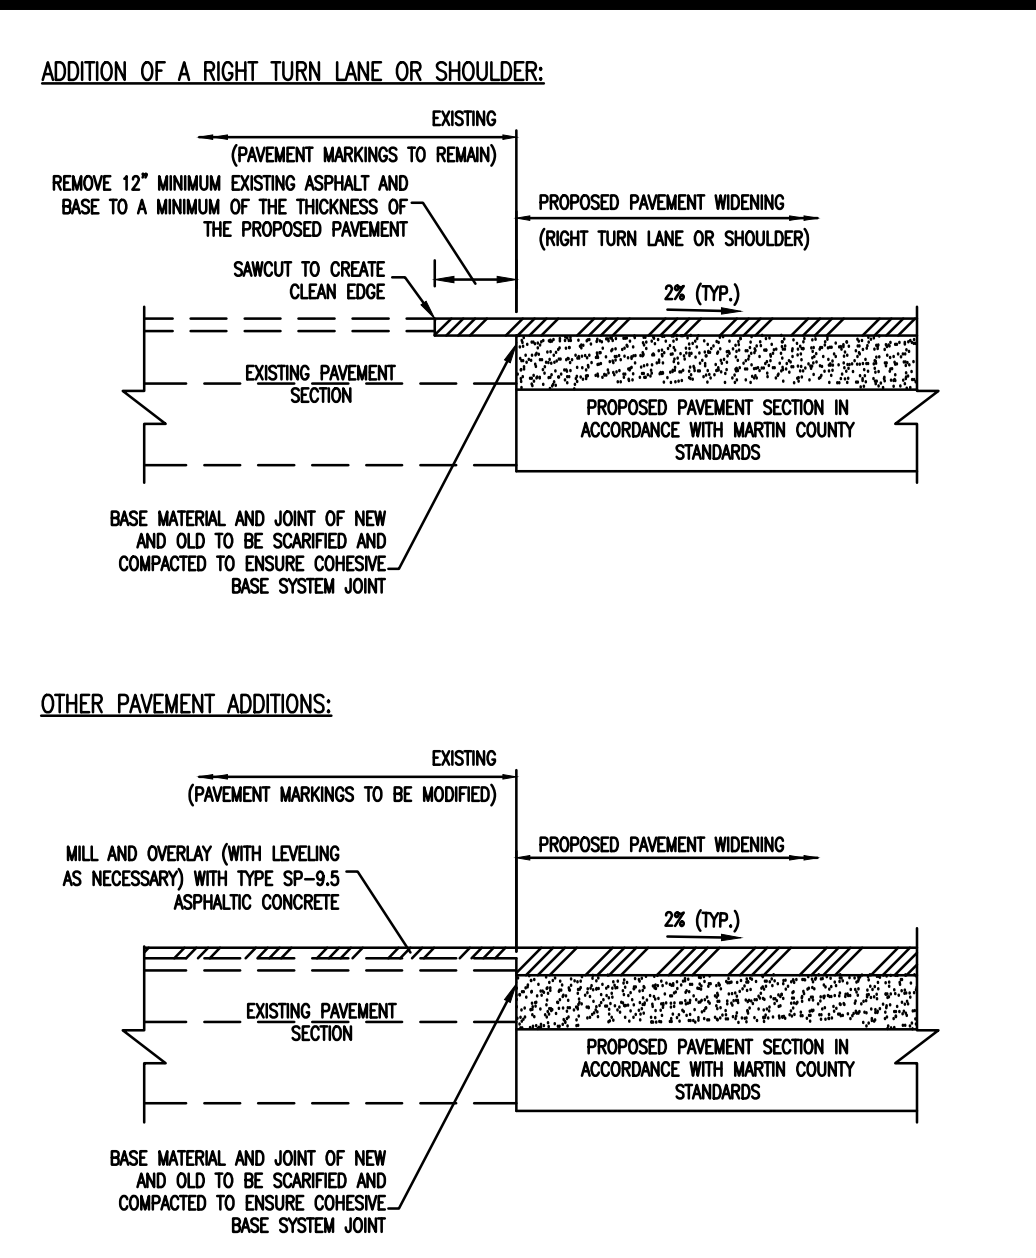 ADDITION OF A RIGHT TURN LANE OR SHOULDER:
EXISTING
(PAVEMENT MARKINGS TO REMAIN)
REMOVE 12" MINIMUM EXISTING ASPHALT AND
BASE TO A MINIMUM OF THE THICKNESS OF
THE PROPOSED PAVEMENT
PROPOSED PAVEMENT WIDENING
(RIGHT TURN LANE OR SHOULDER)
SAWCUT TO CREATE
CLEAN EDGE
2% (TYP.)
EXISTING PAVEMENT
SECTION
PROPOSED PAVEMENT SECTION IN
ACCORDANCE WITH MARTIN COUNTY
STANDARDS
BASE MATERIAL AND JOINT OF NEW
AND OLD TO BE SCARIFIED AND
COMPACTED TO ENSURE COHESIVE
BASE SYSTEM JOINT
OTHER PAVEMENT ADDITIONS:
EXISTING
(PAVEMENT MARKINGS TO BE MODIFIED)
PROPOSED PAVEMENT WIDENING
MILL AND OVERLAY (WITH LEVELING
AS NECESSARY) WITH TYPE SP-9.5
ASPHALTIC CONCRETE
2% (TYP.)
EXISTING PAVEMENT
SECTION
PROPOSED PAVEMENT SECTION IN
ACCORDANCE WITH MARTIN COUNTY
STANDARDS
BASE MATERIAL AND JOINT OF NEW
AND OLD TO BE SCARIFIED AND
COMPACTED TO ENSURE COHESIVE
BASE SYSTEM JOINT